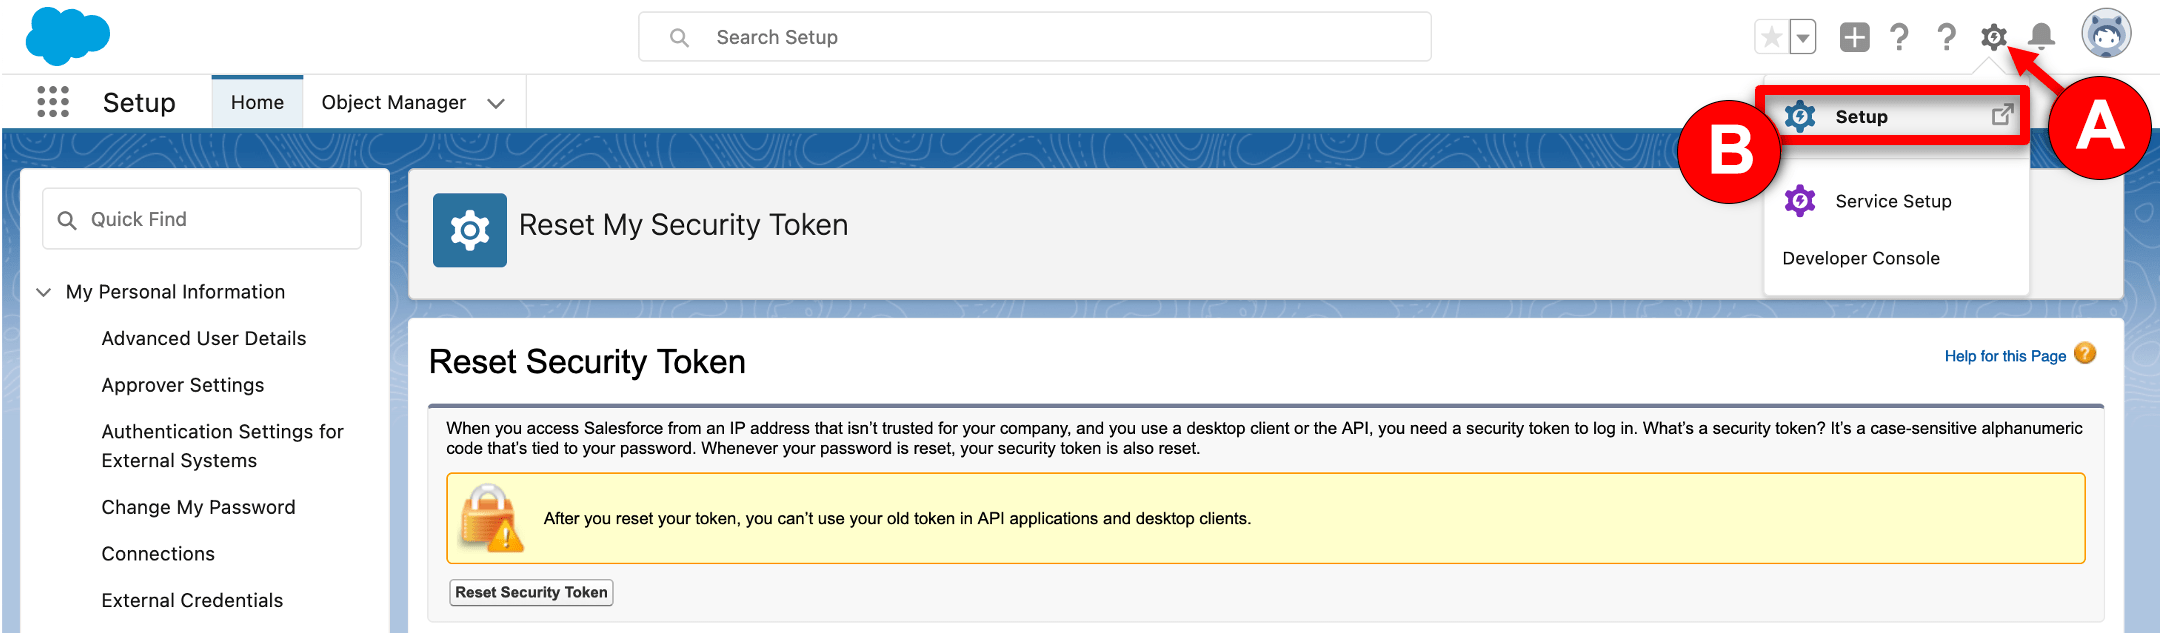 Search Setup
Setup
Home
Object Manager
A
B
Setup
Service Setup
Developer Console
Quick Find
My Personal Information
Advanced User Details
Approver Settings
Authentication Settings for
External Systems
Change My Password
Connections
External Credentials
Reset My Security Token
Reset Security Token
Help for this Page ?
When you access Salesforce from an IP address that isn't trusted for your company, and you use a desktop client or the API, you need a security token to log in. What's a security token? It's a case-sensitive alphanumeric
code that's tied to your password. Whenever your password is reset, your security token is also reset.
After you reset your token, you can't use your old token in API applications and desktop clients.
Reset Security Token